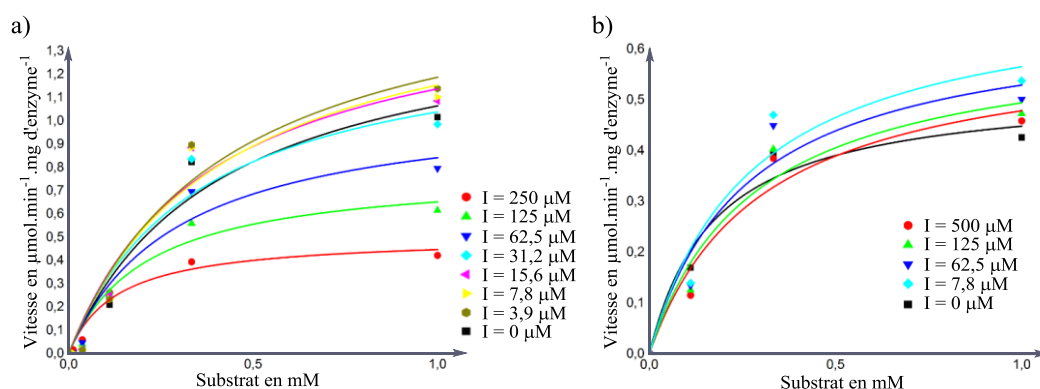 a)
Vitesse en µmol.min⁻¹.mg d'enzyme⁻¹
1,3
1,2
1,1
1,0
0,9
0,8
0,7
0,6
0,5
0,4
0,3
0,2
0,1
0,0
0,0 0,5 1,0
Substrat en mM
I = 250 µM
I = 125 µM
I = 62,5 µM
I = 31,2 µM
I = 15,6 µM
I = 7,8 µM
I = 3,9 µM
I = 0 µM
b)
Vitesse en µmol.min⁻¹.mg d'enzyme⁻¹
0,6
0,5
0,4
0,3
0,2
0,1
0,0
0,0 0,5 1,0
Substrat en mM
I = 500 µM
I = 125 µM
I = 62,5 µM
I = 7,8 µM
I = 0 µM